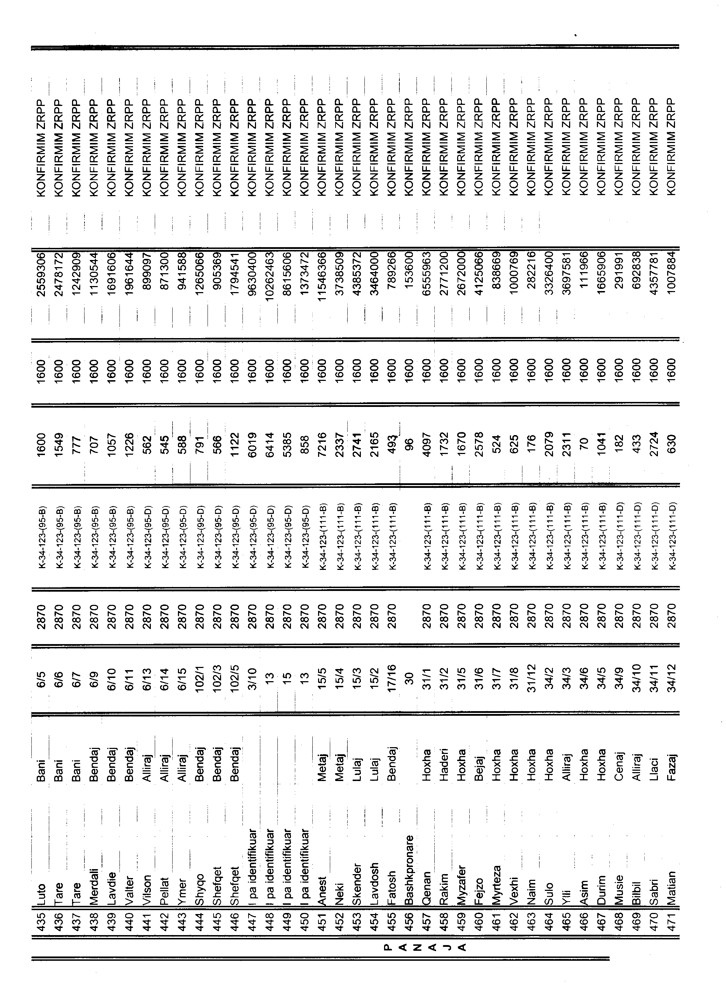 435 Luto Bani 6/5 2870 K-34-123-(95-B) 1600 1600 2559306 KONFIRMIM ZRPP
436 Tare Bani 6/6 2870 K-34-123-(95-B) 1549 1600 2478172 KONFIRMIM ZRPP
437 Tare Bani 6/7 2870 K-34-123-(95-B) 777 1600 1242909 KONFIRMIM ZRPP
438 Merdali Bendaj 6/9 2870 K-34-123-(95-B) 707 1600 1130544 KONFIRMIM ZRPP
439 Lavdie Bendaj 6/10 2870 K-34-123-(95-B) 1057 1600 1691606 KONFIRMIM ZRPP
440 Valter Bendaj 6/11 2870 K-34-123-(95-B) 1226 1600 1961644 KONFIRMIM ZRPP
441 Vilson Alliraj 6/13 2870 K-34-123-(95-D) 562 1600 899097 KONFIRMIM ZRPP
442 Pellat Alliraj 6/14 2870 K-34-123-(95-D) 545 1600 871300 KONFIRMIM ZRPP
443 Ymer Alliraj 6/15 2870 K-34-123-(95-D) 588 1600 941588 KONFIRMIM ZRPP
444 Shyqo Bendaj 102/1 2870 K-34-123-(95-D) 791 1600 1265066 KONFIRMIM ZRPP
445 Shefqet Bendaj 102/3 2870 K-34-123-(95-D) 566 1600 905369 KONFIRMIM ZRPP
446 Shefqet Bendaj 102/5 2870 K-34-123-(95-D) 1122 1600 1794541 KONFIRMIM ZRPP
447 I pa identifikuar 3/10 2870 K-34-123-(95-D) 6019 1600 9630400 KONFIRMIM ZRPP
448 I pa identifikuar 13 2870 K-34-123-(95-D) 6414 1600 10262463 KONFIRMIM ZRPP
449 I pa identifikuar 15 2870 K-34-123-(95-D) 5385 1600 8615606 KONFIRMIM ZRPP
450 I pa identifikuar 13 2870 K-34-123-(95-D) 858 1600 1373472 KONFIRMIM ZRPP
451 Anest Metaj 15/5 2870 K-34-123-(111-B) 7216 1600 11546366 KONFIRMIM ZRPP
452 Neki Metaj 15/4 2870 K-34-123-(111-B) 2337 1600 3738509 KONFIRMIM ZRPP
453 Skender Lulaj 15/3 2870 K-34-123-(111-B) 2741 1600 4385372 KONFIRMIM ZRPP
454 Lavdosh Lulaj 15/2 2870 K-34-123-(111-B) 2165 1600 3464000 KONFIRMIM ZRPP
455 Fatosh Bendaj 17/16 2870 K-34-123-(111-B) 493 1600 789266 KONFIRMIM ZRPP
456 Bashkpronare 30 96 1600 153600 KONFIRMIM ZRPP
457 Qenan Hoxha 31/1 2870 K-34-123-(111-B) 4097 1600 6555963 KONFIRMIM ZRPP
458 Rakim Haderi 31/2 2870 K-34-123-(111-B) 1732 1600 2771200 KONFIRMIM ZRPP
459 Myzafer Hoxha 31/5 2870 K-34-123-(111-B) 1670 1600 2672000 KONFIRMIM ZRPP
460 Fejzo Bejaj 31/6 2870 K-34-123-(111-B) 2578 1600 4125066 KONFIRMIM ZRPP
461 Myrteza Hoxha 31/7 2870 K-34-123-(111-B) 524 1600 838669 KONFIRMIM ZRPP
462 Vexhi Hoxha 31/8 2870 K-34-123-(111-B) 625 1600 1000769 KONFIRMIM ZRPP
463 Naim Hoxha 31/12 2870 K-34-123-(111-B) 176 1600 282216 KONFIRMIM ZRPP
464 Sulo Hoxha 34/2 2870 K-34-123-(111-B) 2079 1600 3326400 KONFIRMIM ZRPP
465 Ylli Alliraj 34/3 2870 K-34-123-(111-B) 2311 1600 3697581 KONFIRMIM ZRPP
466 Asim Hoxha 34/6 2870 K-34-123-(111-B) 70 1600 111966 KONFIRMIM ZRPP
467 Durim Hoxha 34/5 2870 K-34-123-(111-B) 1041 1600 1665906 KONFIRMIM ZRPP
468 Musie Cenaj 34/9 2870 K-34-123-(111-D) 182 1600 291991 KONFIRMIM ZRPP
469 Bilbil Alliraj 34/10 2870 K-34-123-(111-D) 433 1600 692838 KONFIRMIM ZRPP
470 Sabri Llaci 34/11 2870 K-34-123-(111-D) 2724 1600 4357781 KONFIRMIM ZRPP
471 Matian Fazaj 34/12 2870 K-34-123-(111-D) 630 1600 1007884 KONFIRMIM ZRPP
P
A
N
A
J
A